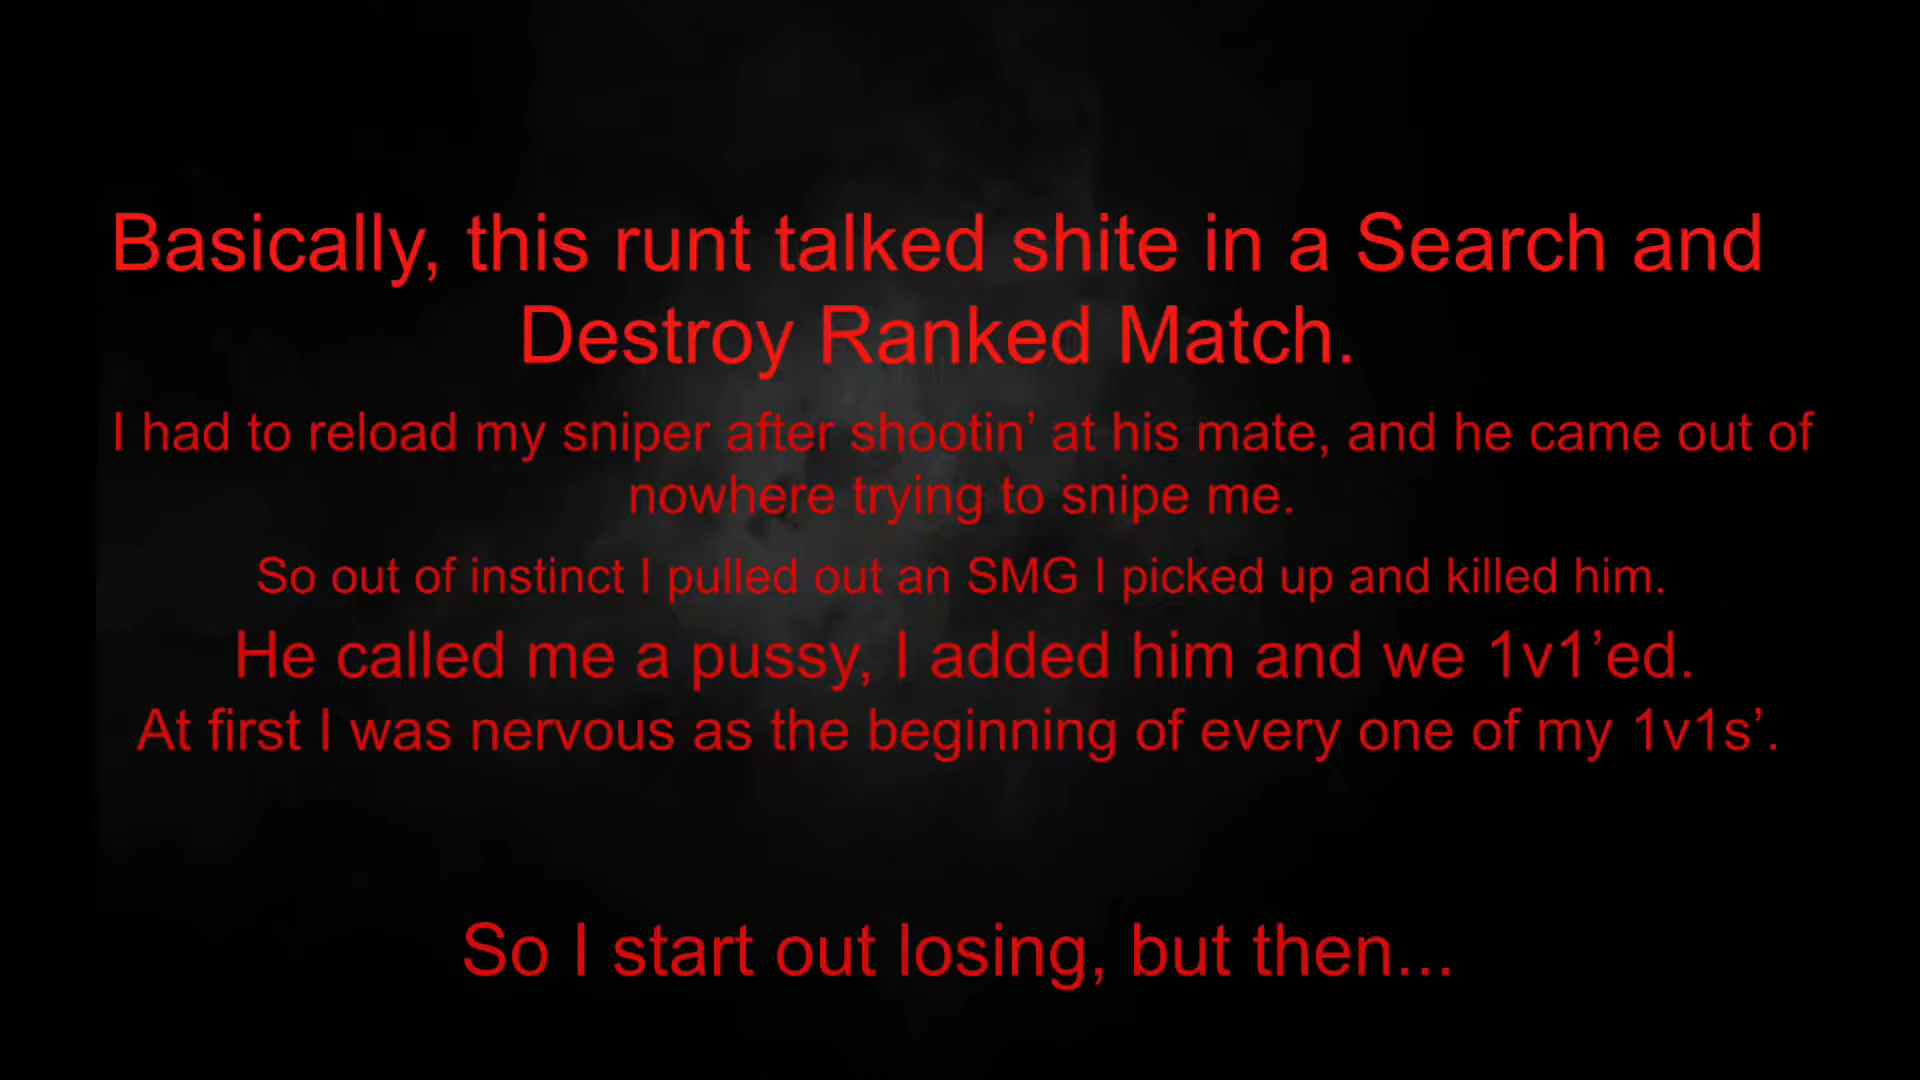 Basically, this runt talked shite in a Search and
Destroy Ranked Match.
I had to reload my sniper after shootin’ at his mate, and he came out of
nowhere trying to snipe me.
So out of instinct I pulled out an SMG I picked up and killed him.
He called me a pussy, I added him and we 1v1’ed.
At first I was nervous as the beginning of every one of my 1v1s’.
So I start out losing, but then...